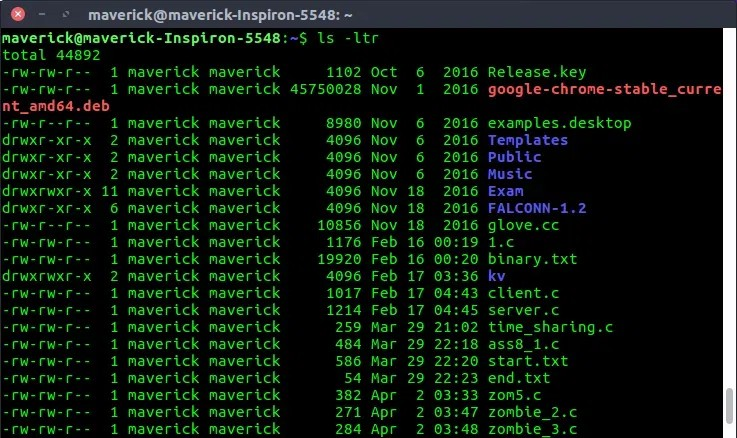 maverick@maverick-Inspiron-5548: ~
maverick@maverick-Inspiron-5548:~$ ls -ltr
total 44892
-rw-rw-r--  1 maverick maverick     1102 Oct  6  2016 Release.key
-rw-rw-r--  1 maverick maverick 45750028 Nov  1  2016 google-chrome-stable_curre
nt_amd64.deb
-rw-r--r--  1 maverick maverick     8980 Nov  6  2016 examples.desktop
drwxr-xr-x  2 maverick maverick     4096 Nov  6  2016 Templates
drwxr-xr-x  2 maverick maverick     4096 Nov  6  2016 Public
drwxr-xr-x  2 maverick maverick     4096 Nov  6  2016 Music
drwxrwxr-x 11 maverick maverick     4096 Nov 18  2016 Exam
drwxr-xr-x  6 maverick maverick     4096 Nov 18  2016 FALCONN-1.2
-rw-r--r--  1 maverick maverick    10856 Nov 18  2016 glove.cc
-rw-rw-r--  1 maverick maverick     1176 Feb 16 00:19 1.c
-rw-rw-r--  1 maverick maverick    19920 Feb 16 00:20 binary.txt
drwxrwxr-x  2 maverick maverick     4096 Feb 17 03:36 kv
-rw-rw-r--  1 maverick maverick     1017 Feb 17 04:43 client.c
-rw-rw-r--  1 maverick maverick     1214 Feb 17 04:45 server.c
-rw-rw-r--  1 maverick maverick      259 Mar 29 21:02 time_sharing.c
-rw-rw-r--  1 maverick maverick      484 Mar 29 22:18 ass8_1.c
-rw-rw-r--  1 maverick maverick      586 Mar 29 22:20 start.txt
-rw-rw-r--  1 maverick maverick       54 Mar 29 22:23 end.txt
-rw-rw-r--  1 maverick maverick      382 Apr  2 03:33 zom5.c
-rw-rw-r--  1 maverick maverick      271 Apr  2 03:47 zombie_2.c
-rw-rw-r--  1 maverick maverick      284 Apr  2 03:48 zombie_3.c